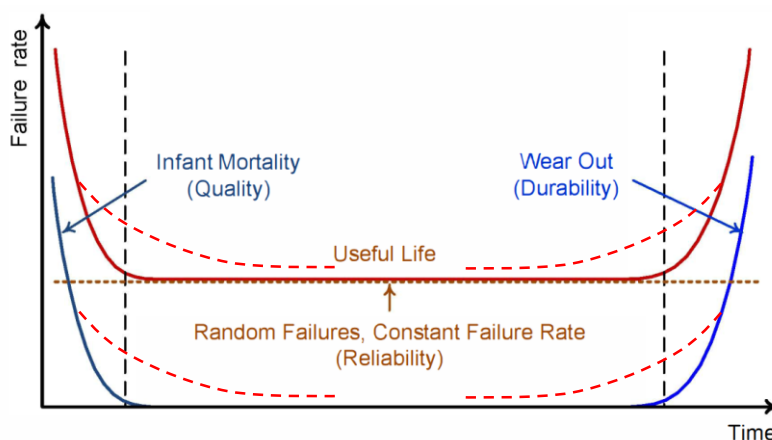 Failure rate
Infant Mortality
(Quality)
Wear Out
(Durability)
Useful Life
Random Failures, Constant Failure Rate
(Reliability)
Time